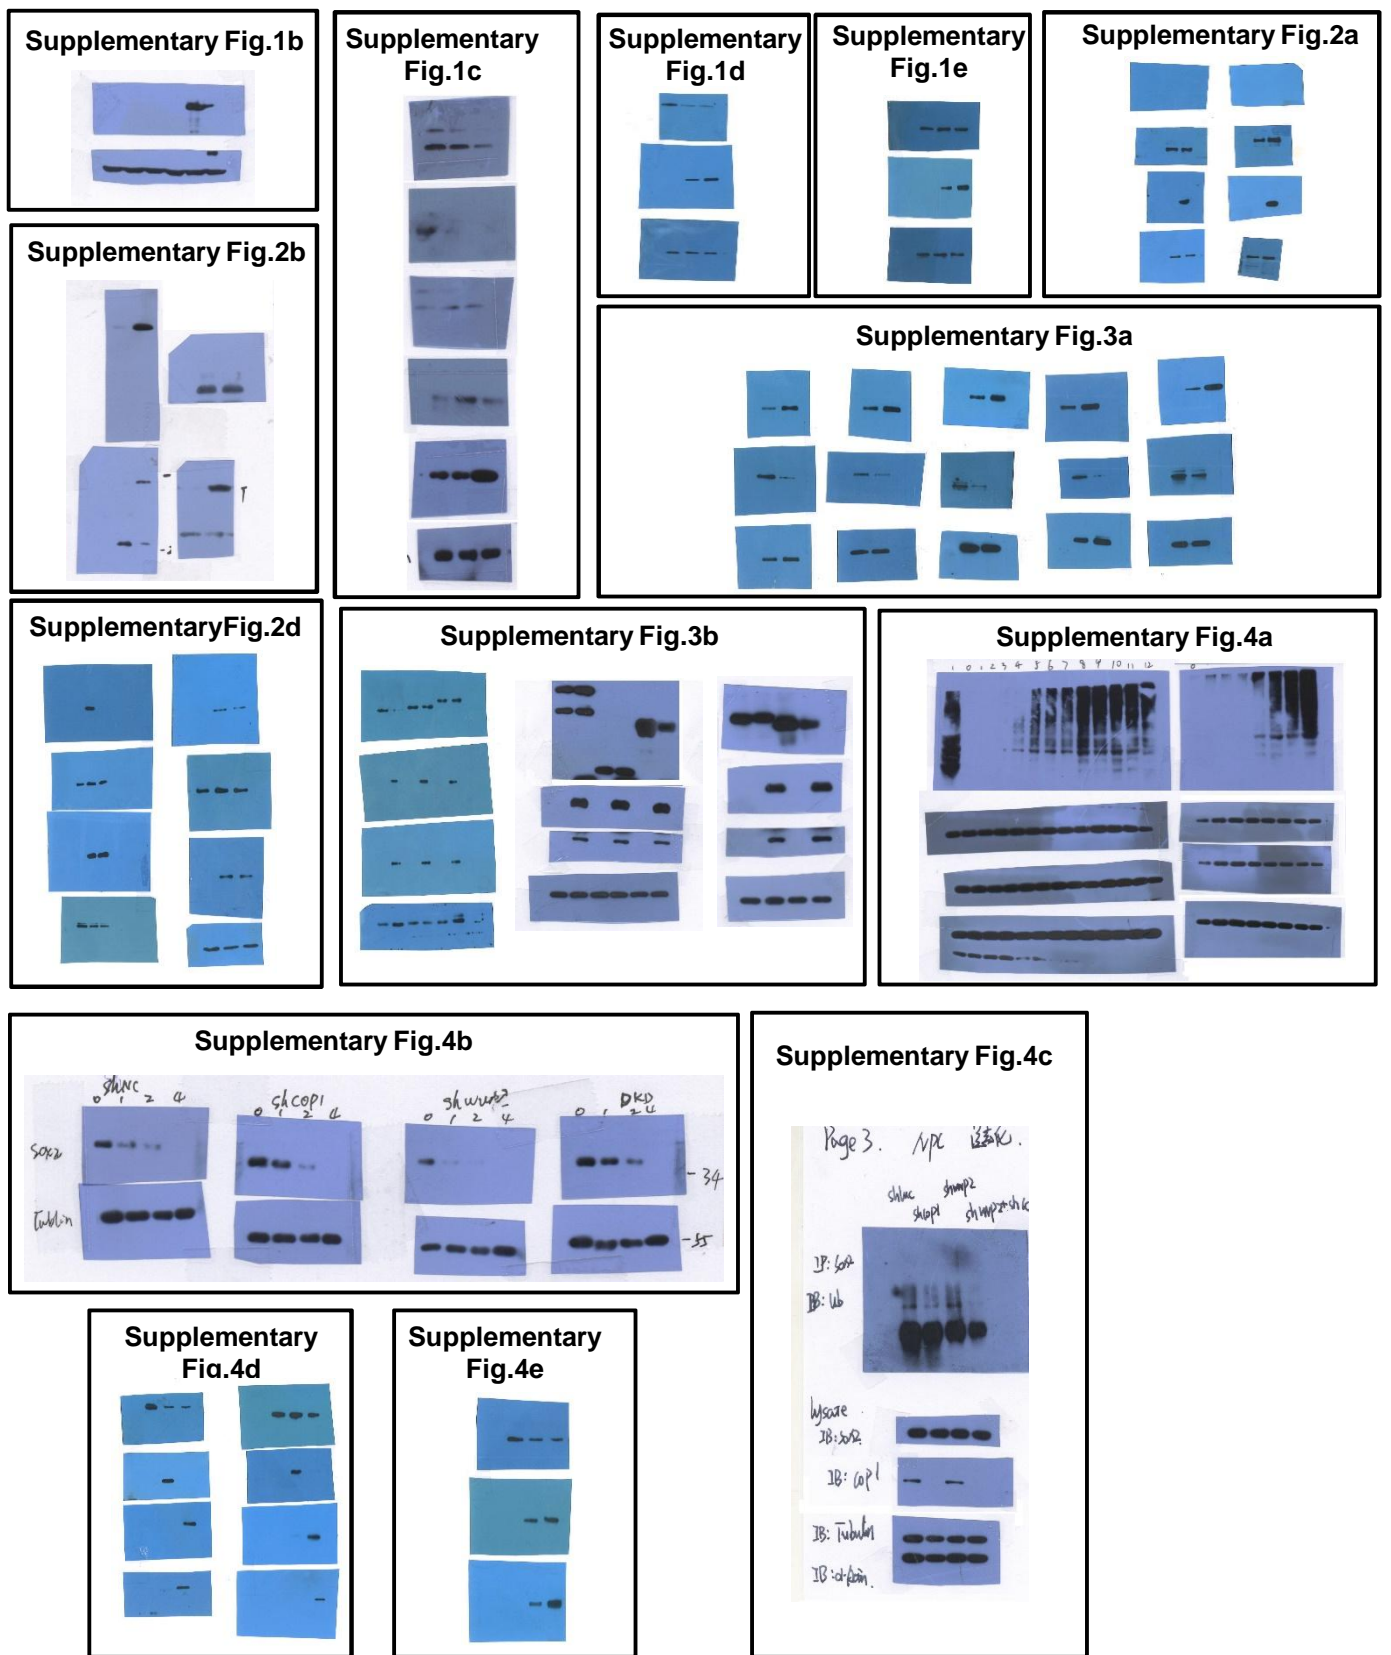 Supplementary Fig.1b
Supplementary
Fig.1c
Supplementary
Fig.1d
Supplementary
Fig.1e
Supplementary Fig.2a
Supplementary Fig.2b
Supplementary Fig.3a
SupplementaryFig.2d
Supplementary Fig.3b
Supplementary Fig.4a
1 0 1 2 3 4 5 6 7 8 9 10 11 12
0
Supplementary Fig.4b
shNC
0 1 2 4
shcop1
0 1 2 4
0 1 2 4
DKD
0 1 2 4
Sox2
- 34
Tublin
-55
Supplementary Fig.4c
Page 3. NPC
shcop1
IP: Sox2
IB: Ub
lysate
IB: Sox2
IB: Cop1
IB: Tubulin
Supplementary
Fig.4d
Supplementary
Fig.4e